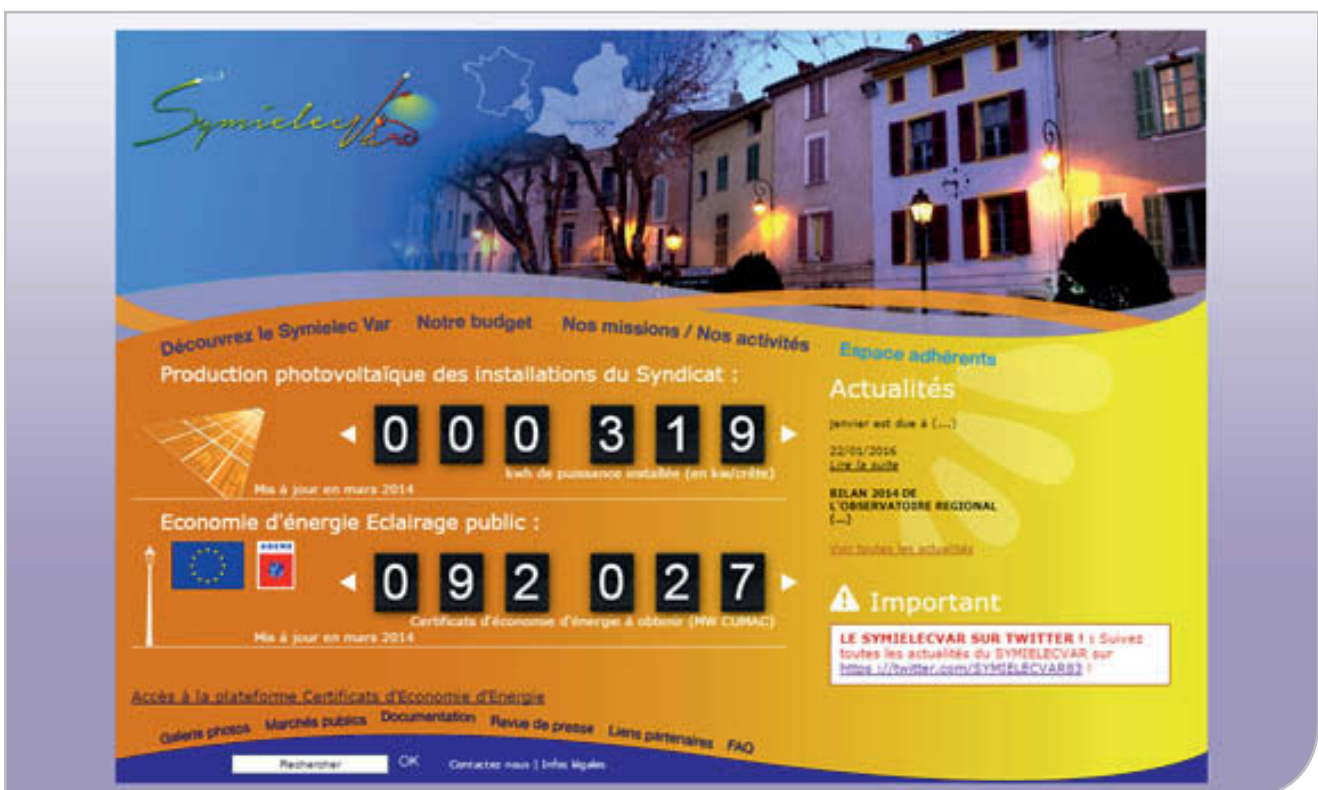 SymielecVar
Découvrez le Symielec Var Notre budget Nos missions / Nos activités Espace adhérents
Production photovoltaïque des installations du Syndicat :
000 319
kwh de puissance installée (en kw/crête)
Mis à jour en mars 2014
Economie d'énergie Eclairage public :
092 027
Certificats d'économie d'énergie à obtenir (MW CUMAC)
Mis à jour en mars 2014
Accès à la plateforme Certificats d'Economie d'Energie
Actualités
janvier est due à (...)
22/01/2016
Lire la suite
BILAN 2014 DE
L'OBSERVATOIRE REGIONAL
(...)
Voir toutes les actualités
Important
LE SYMIELECVAR SUR TWITTER ! : Suivez
toutes les actualités du SYMIELECVAR sur
https ://twitter.com/SYMIELECVAR83 !
Galerie photos Marchés publics Documentation Revue de presse Liens partenaires FAQ
Rechercher OK Contactez nous | Infos légales